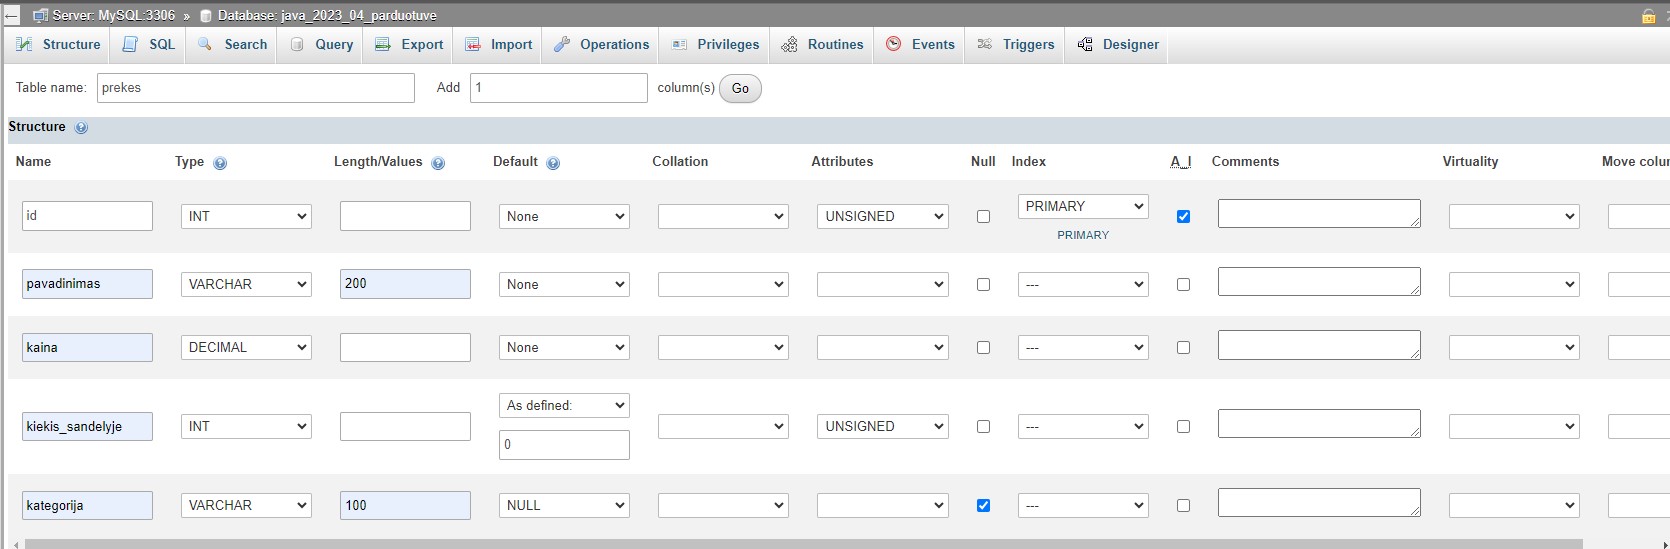 Server: MySQL:3306 » Database: java_2023_04_parduotuve
Structure SQL Search Query Export Import Operations Privileges Routines Events Triggers Designer
Table name: prekes Add 1 column(s) Go
Structure
Name Type Length/Values Default Collation Attributes Null Index A_I Comments Virtuality Move colu
id INT None UNSIGNED PRIMARY
PRIMARY
pavadinimas VARCHAR 200 None ---
kaina DECIMAL None ---
As defined:
kiekis_sandelyje INT UNSIGNED ---
0
kategorija VARCHAR 100 NULL ---